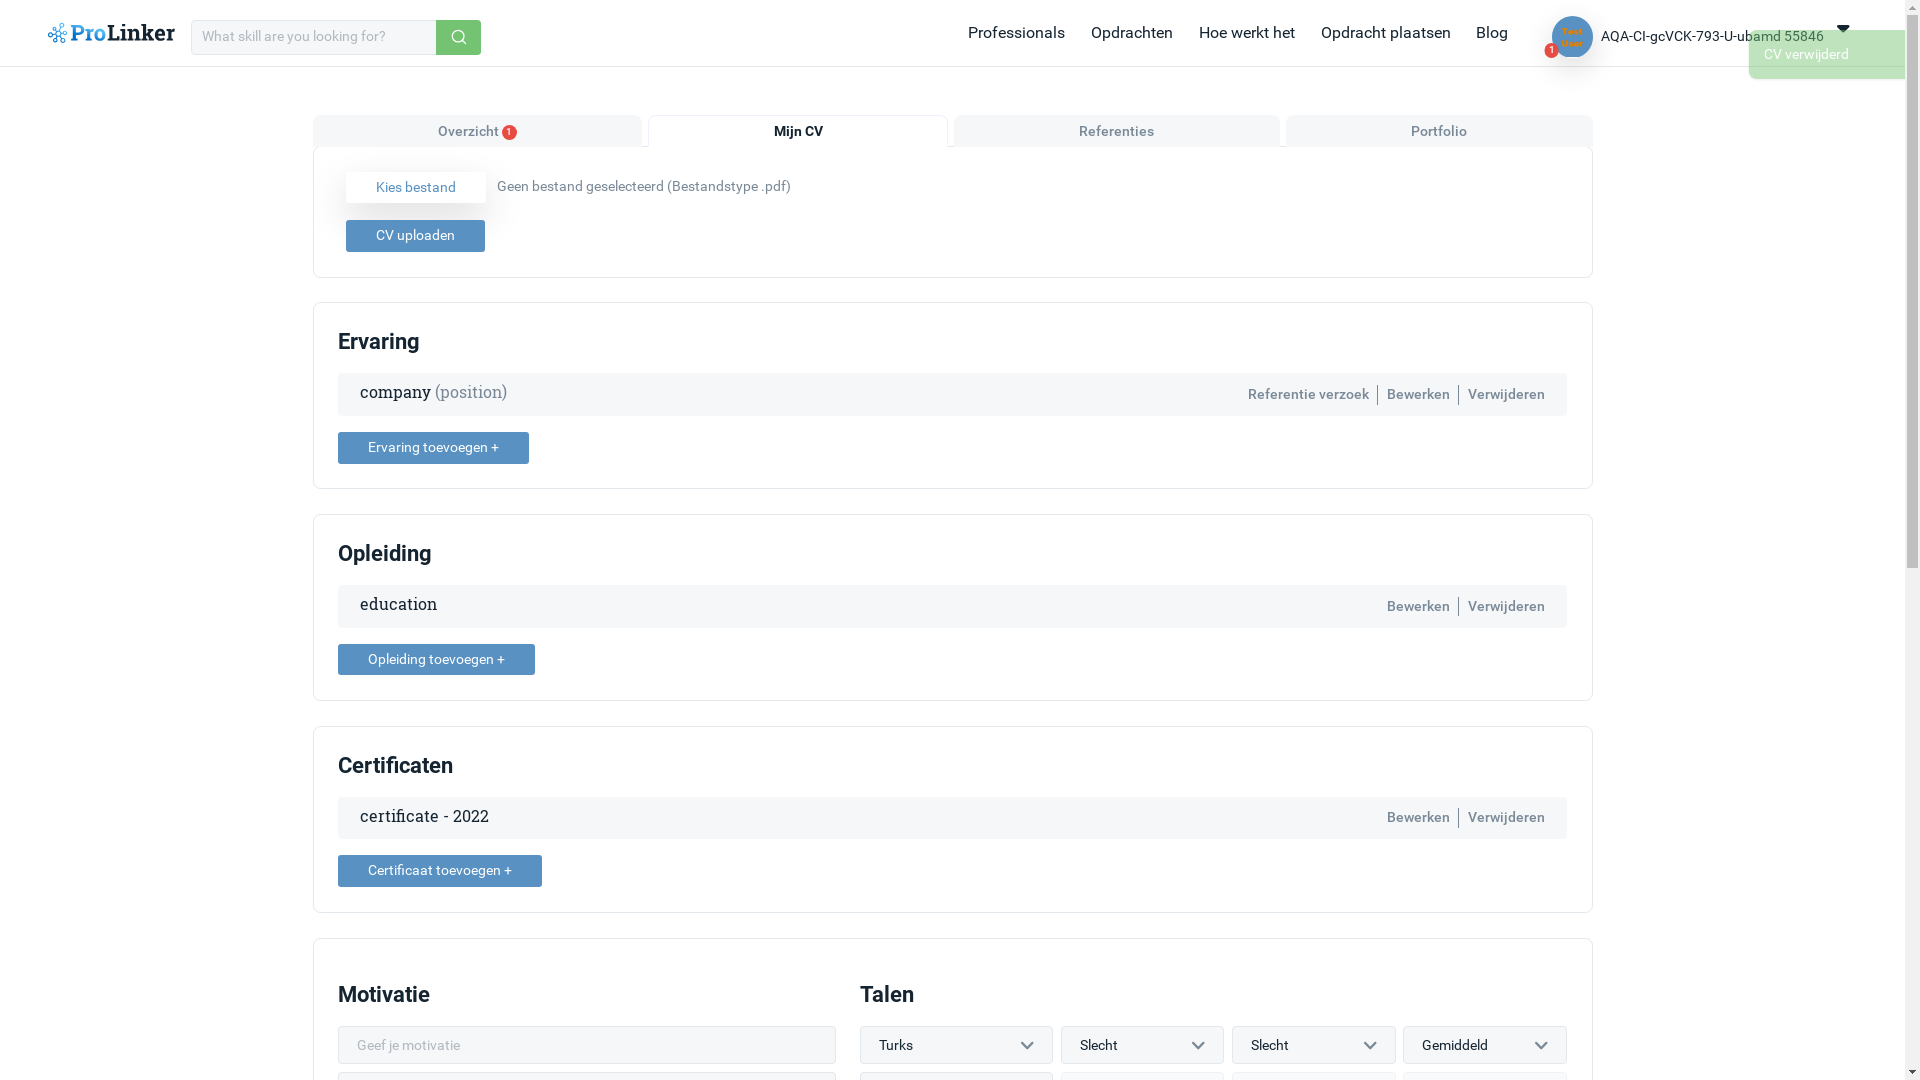 ProLinker
What skill are you looking for?
Professionals
Opdrachten
Hoe werkt het
Opdracht plaatsen
Blog
Test User
1
AQA-CI-gcVCK-793-U-ubamd 55846
CV verwijderd
Overzicht 1
Mijn CV
Referenties
Portfolio
Kies bestand
Geen bestand geselecteerd (Bestandstype .pdf)
CV uploaden
Ervaring
company (position)
Referentie verzoek
Bewerken
Verwijderen
Ervaring toevoegen +
Opleiding
education
Bewerken
Verwijderen
Opleiding toevoegen +
Certificaten
certificate - 2022
Bewerken
Verwijderen
Certificaat toevoegen +
Motivatie
Talen
Geef je motivatie
Turks
Slecht
Slecht
Gemiddeld